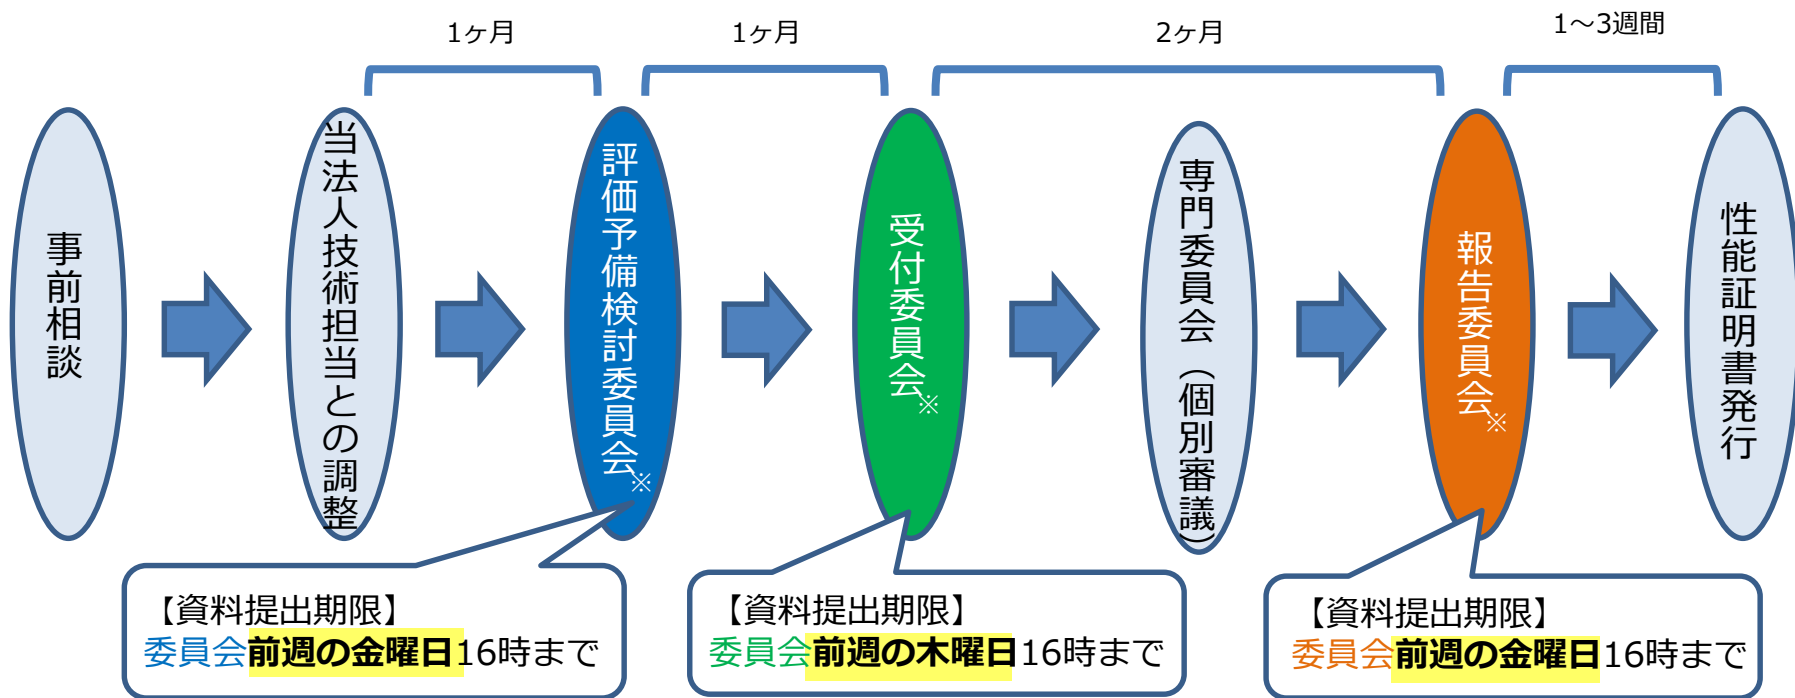 1ヶ月
1ヶ月
2ヶ月
1～3週間
事前相談
当法人技術担当との調整
評価予備検討委員会※
受付委員会※
専門委員会（個別審議）
報告委員会※
性能証明書発行
【資料提出期限】
委員会前週の金曜日16時まで
【資料提出期限】
委員会前週の木曜日16時まで
【資料提出期限】
委員会前週の金曜日16時まで